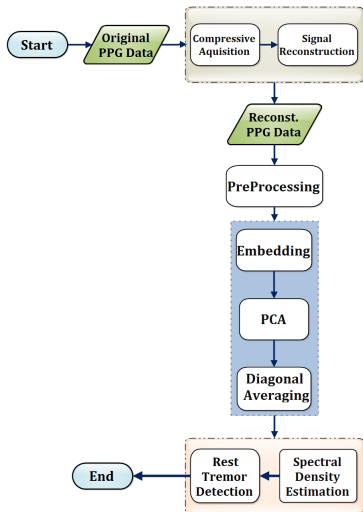 Start
Original
PPG Data
Compressive
Aquisition
Signal
Reconstruction
Reconst.
PPG Data
PreProcessing
Embedding
PCA
Diagonal
Averaging
Spectral
Density
Estimation
Rest
Tremor
Detection
End